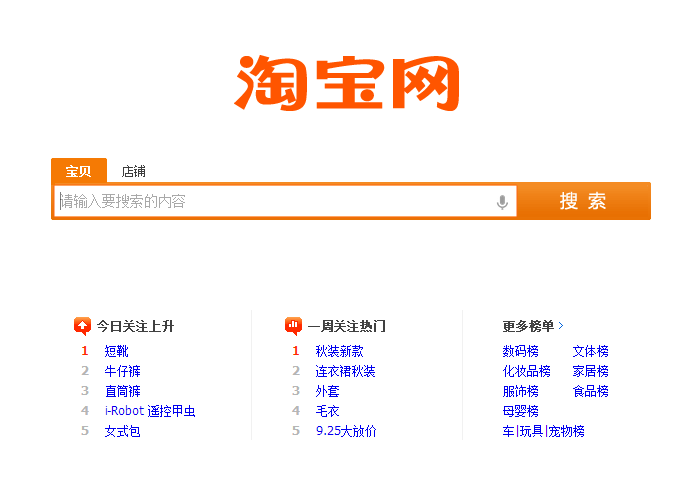 淘宝网
宝贝 店铺
请输入要搜索的内容 搜 索
今日关注上升
1 短靴
2 牛仔裤
3 直筒裤
4 i-Robot 遥控甲虫
5 女式包
一周关注热门
1 秋装新款
2 连衣裙秋装
3 外套
4 毛衣
5 9.25大放价
更多榜单 >
数码榜 文体榜
化妆品榜 家居榜
服饰榜 食品榜
母婴榜
车|玩具|宠物榜